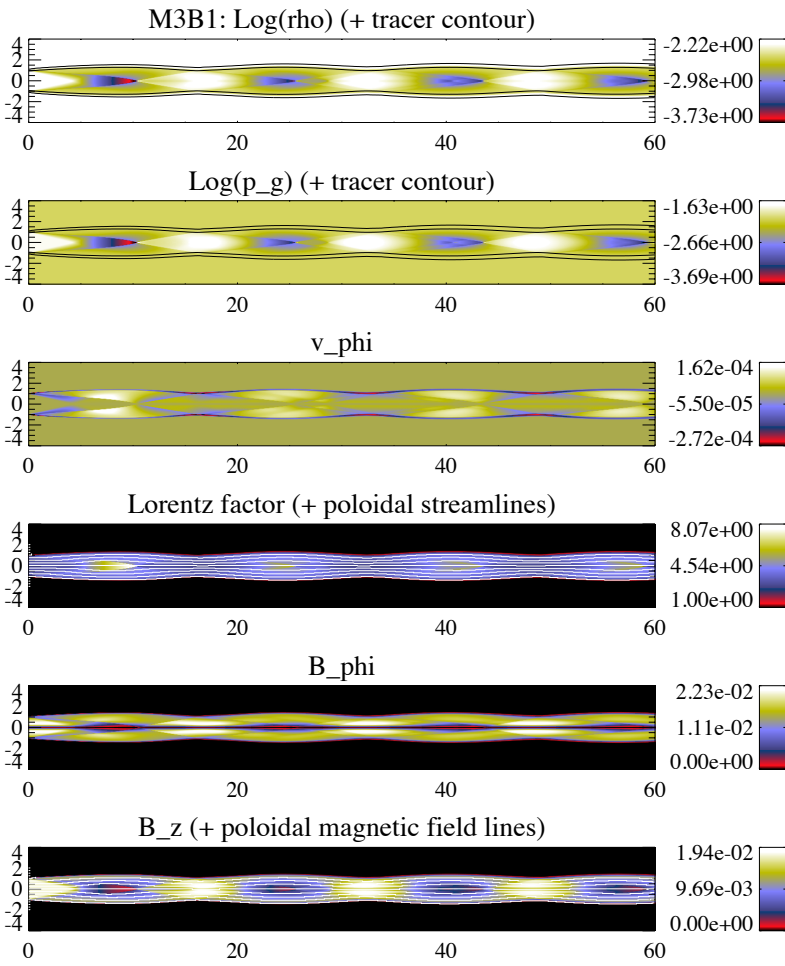 M3B1: Log(rho) (+ tracer contour)
4
2
0
-2
-4
0 20 40 60
-2.22e+00
-2.98e+00
-3.73e+00
Log(p_g) (+ tracer contour)
4
2
0
-2
-4
0 20 40 60
-1.63e+00
-2.66e+00
-3.69e+00
v_phi
4
2
0
-2
-4
0 20 40 60
1.62e-04
-5.50e-05
-2.72e-04
Lorentz factor (+ poloidal streamlines)
4
2
0
-2
-4
0 20 40 60
8.07e+00
4.54e+00
1.00e+00
B_phi
4
2
0
-2
-4
0 20 40 60
2.23e-02
1.11e-02
0.00e+00
B_z (+ poloidal magnetic field lines)
4
2
0
-2
-4
0 20 40 60
1.94e-02
9.69e-03
0.00e+00